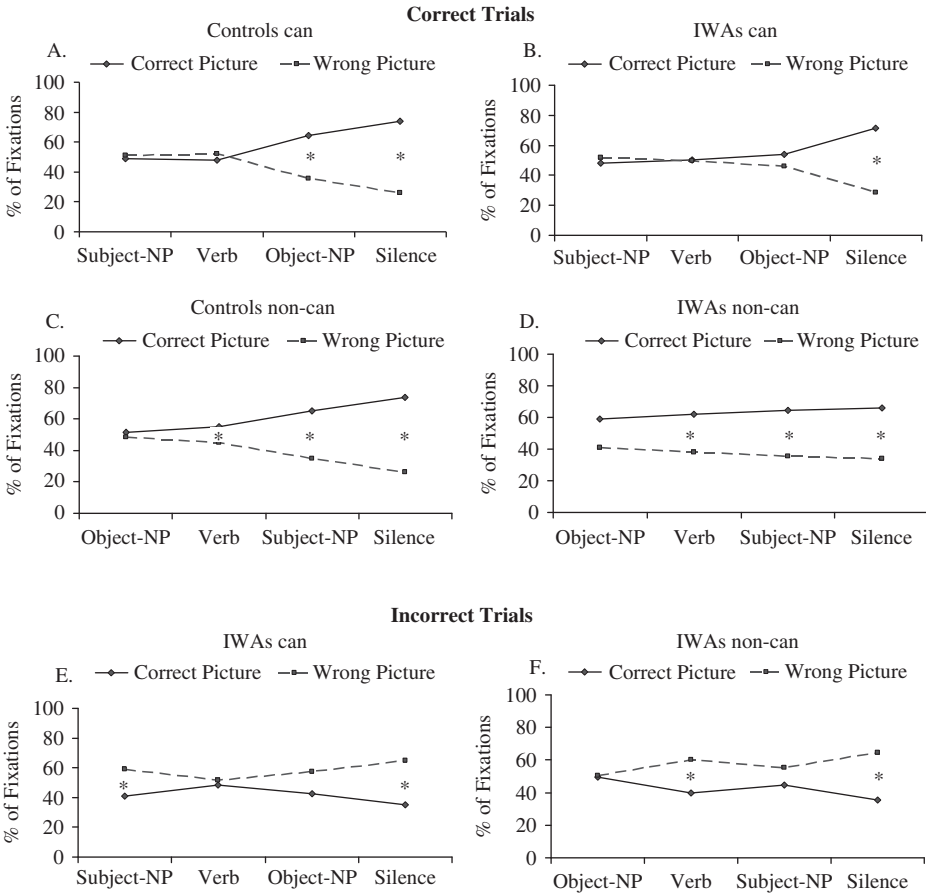 Correct Trials
Controls can
A.
Correct Picture Wrong Picture
% of Fixations
100
80
60
40
20
0
* *
Subject-NP Verb Object-NP Silence
IWAs can
B.
Correct Picture Wrong Picture
% of Fixations
100
80
60
40
20
0
*
Subject-NP Verb Object-NP Silence
Controls non-can
C.
Correct Picture Wrong Picture
% of Fixations
100
80
60
40
20
0
* * *
Object-NP Verb Subject-NP Silence
IWAs non-can
D.
Correct Picture Wrong Picture
% of Fixations
100
80
60
40
20
0
* * *
Object-NP Verb Subject-NP Silence
Incorrect Trials
IWAs can
E.
Correct Picture Wrong Picture
% of Fixations
100
80
60
40
20
0
* *
Subject-NP Verb Object-NP Silence
IWAs non-can
F.
Correct Picture Wrong Picture
% of Fixations
100
80
60
40
20
0
* *
Object-NP Verb Subject-NP Silence